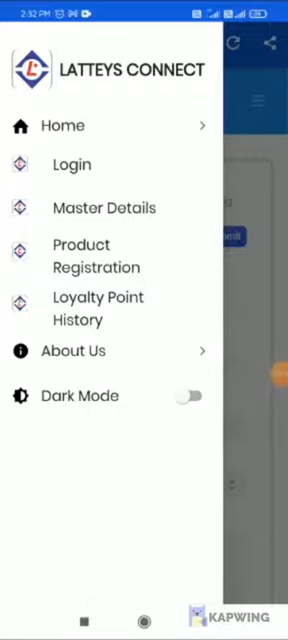 2:32 PM
LATTEYS CONNECT
Home
Login
Master Details
Product
Registration
Loyalty Point
History
About Us
Dark Mode
KAPWING